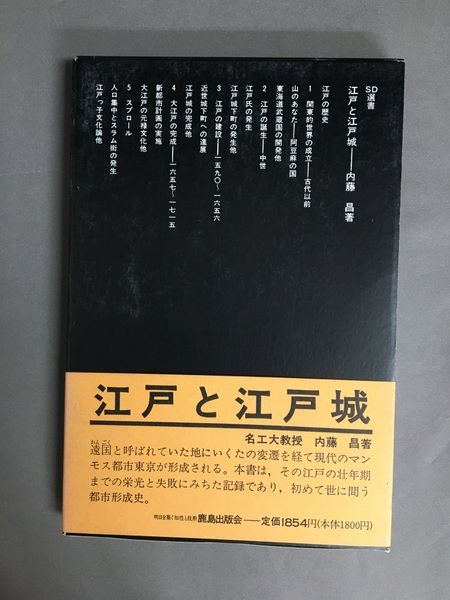 SD選書
江戸と江戸城——内藤 昌著
江戸の歴史
1 関東的世界の成立——古代以前
山のあなた——阿豆麻の国
東海道武蔵国の開発他
2 江戸の誕生——中世
江戸氏の発生
江戸城下町の発生他
3 江戸の建設——一五九〇〜一六五六
近世城下町への進展
江戸城の完成他
4 大江戸の完成——一六五七〜一七一五
新都市計画の実施
大江戸の元禄文化他
5 スプロール
人口集中とスラム街の発生
江戸っ子文化論他
江戸と江戸城
名工大教授 内藤 昌著
遠国と呼ばれていた地にいくたの変遷を経て現代のマン
モス都市東京が形成される。本書は、その江戸の壮年期
までの栄光と失敗にみちた記録であり，初めて世に問う
都市形成史。
明日を築く知性と技術 鹿島出版会——定価1854円(本体1800円)